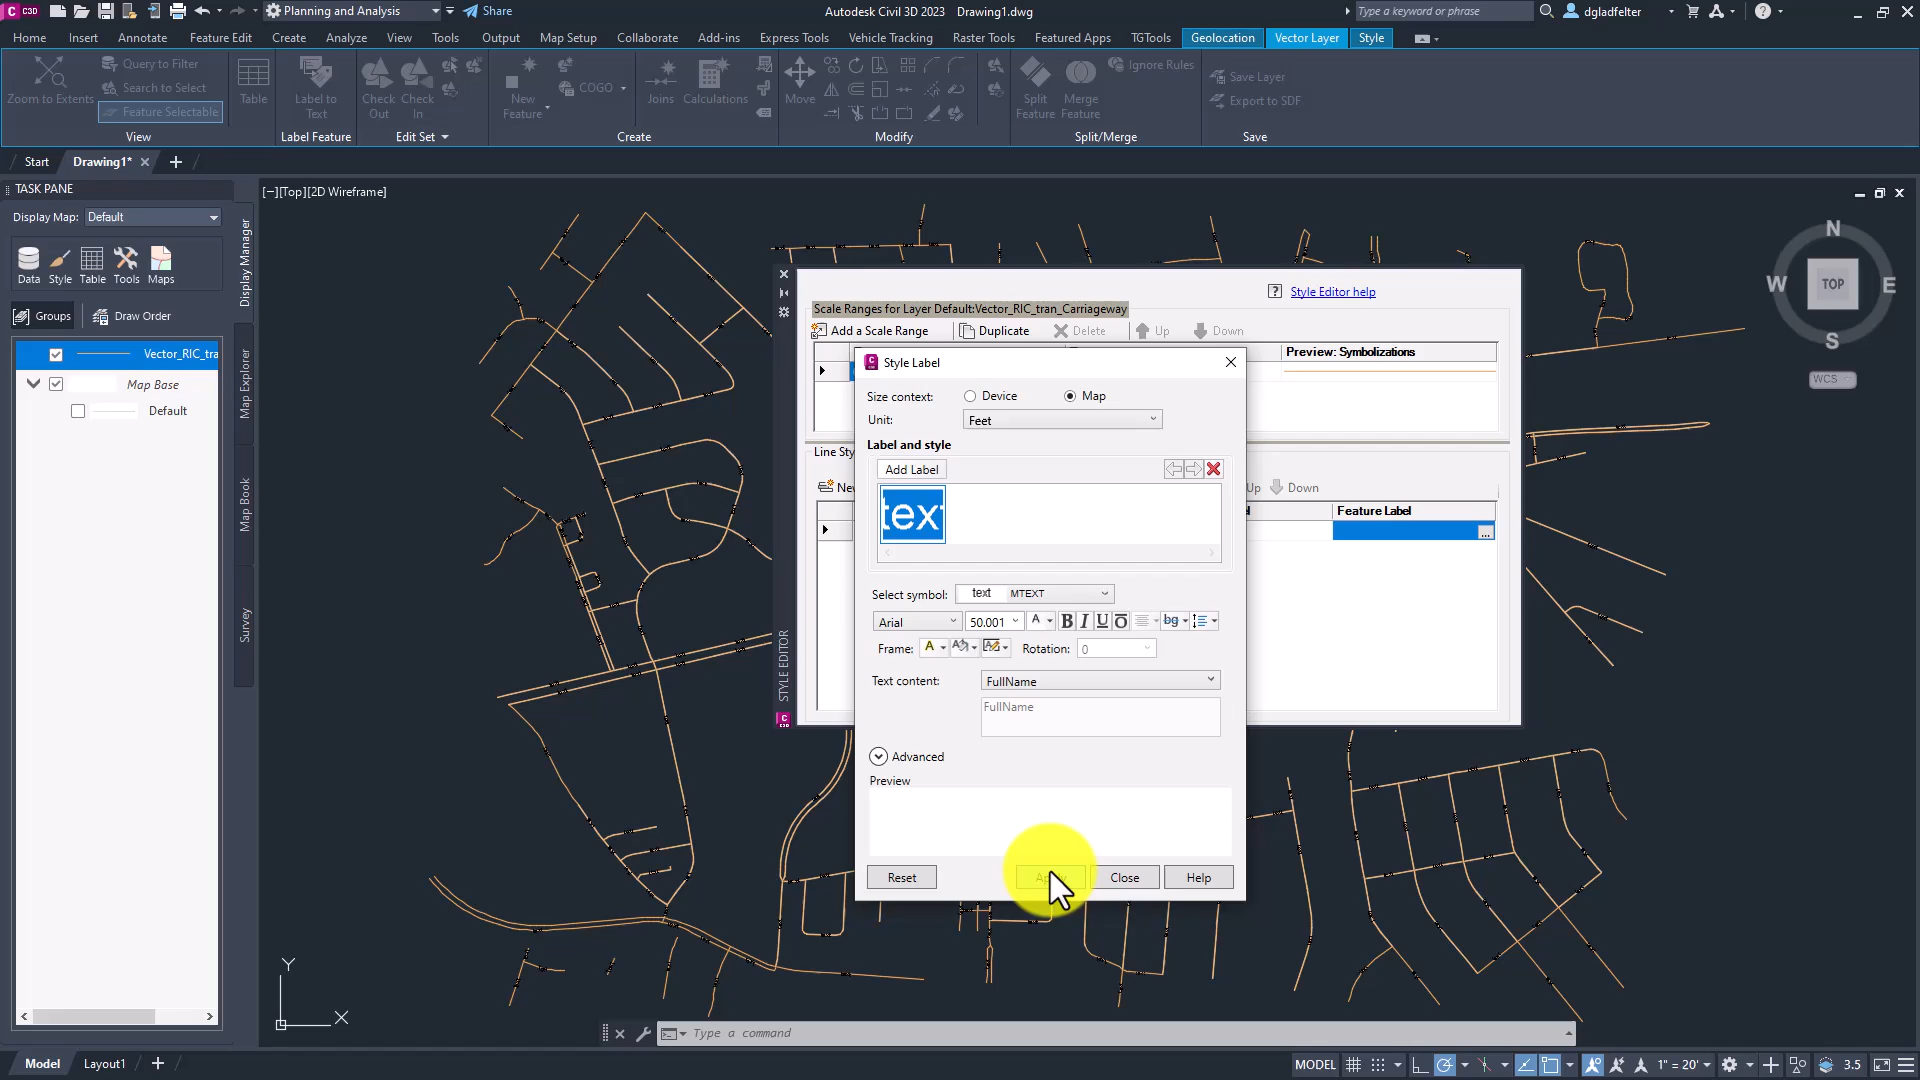 C C3D Planning and Analysis Share Autodesk Civil 3D 2023 Drawing1.dwg Type a keyword or phrase dgladfelter
Home Insert Annotate Feature Edit Create Analyze View Tools Output Map Setup Collaborate Add-ins Express Tools Vehicle Tracking Raster Tools Featured Apps TGTools Geolocation Vector Layer Style
Zoom to Extents
Query to Filter
Search to Select
Feature Selectable
Table
Label to Text
Check Out
Check In
New Feature
COGO
Joins
Calculations
Move
Split Feature
Merge Feature
Ignore Rules
Save Layer
Export to SDF
View Label Feature Edit Set Create Modify Split/Merge Save
Start Drawing1*
TASK PANE
[−][Top][2D Wireframe]
Display Map: Default
Data Style Table Tools Maps
Groups Draw Order
Vector_RIC_tra
Map Base
Default
Display Manager
Map Explorer
Map Book
Survey
N
W TOP E
S
WCS
Style Editor help
Scale Ranges for Layer Default:Vector_RIC_tran_Carriageway
Add a Scale Range Duplicate Delete Up Down
Preview: Symbolizations
Line Sty
Up Down
Feature Label
...
STYLE EDITOR
Style Label
Size context: Device Map
Unit: Feet
Label and style
Add Label
text
Select symbol: text MTEXT
Arial 50.001 A B I U O bg
Frame: A Rotation: 0
Text content: FullName
FullName
Advanced
Preview
Reset Close Help
Y
X
Type a command
Model Layout1 MODEL 1" = 20' 3.5